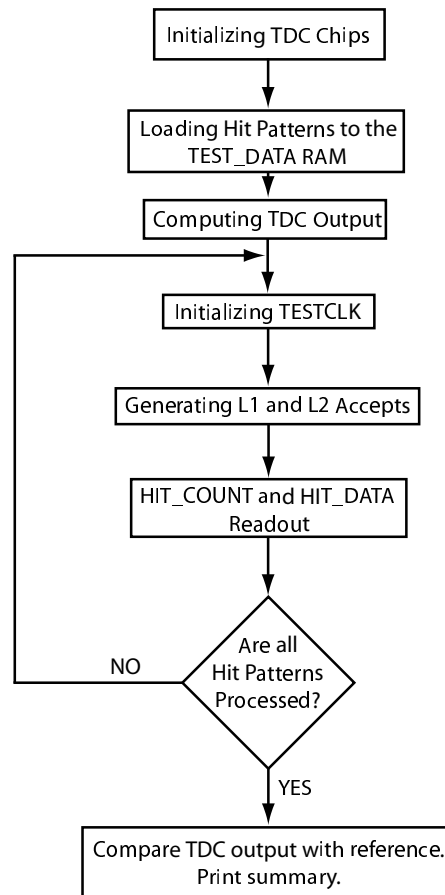 Initializing TDC Chips
Loading Hit Patterns to the
TEST_DATA RAM
Computing TDC Output
Initializing TESTCLK
Generating L1 and L2 Accepts
HIT_COUNT and HIT_DATA
Readout
Are all
Hit Patterns
Processed?
NO
YES
Compare TDC output with reference.
Print summary.